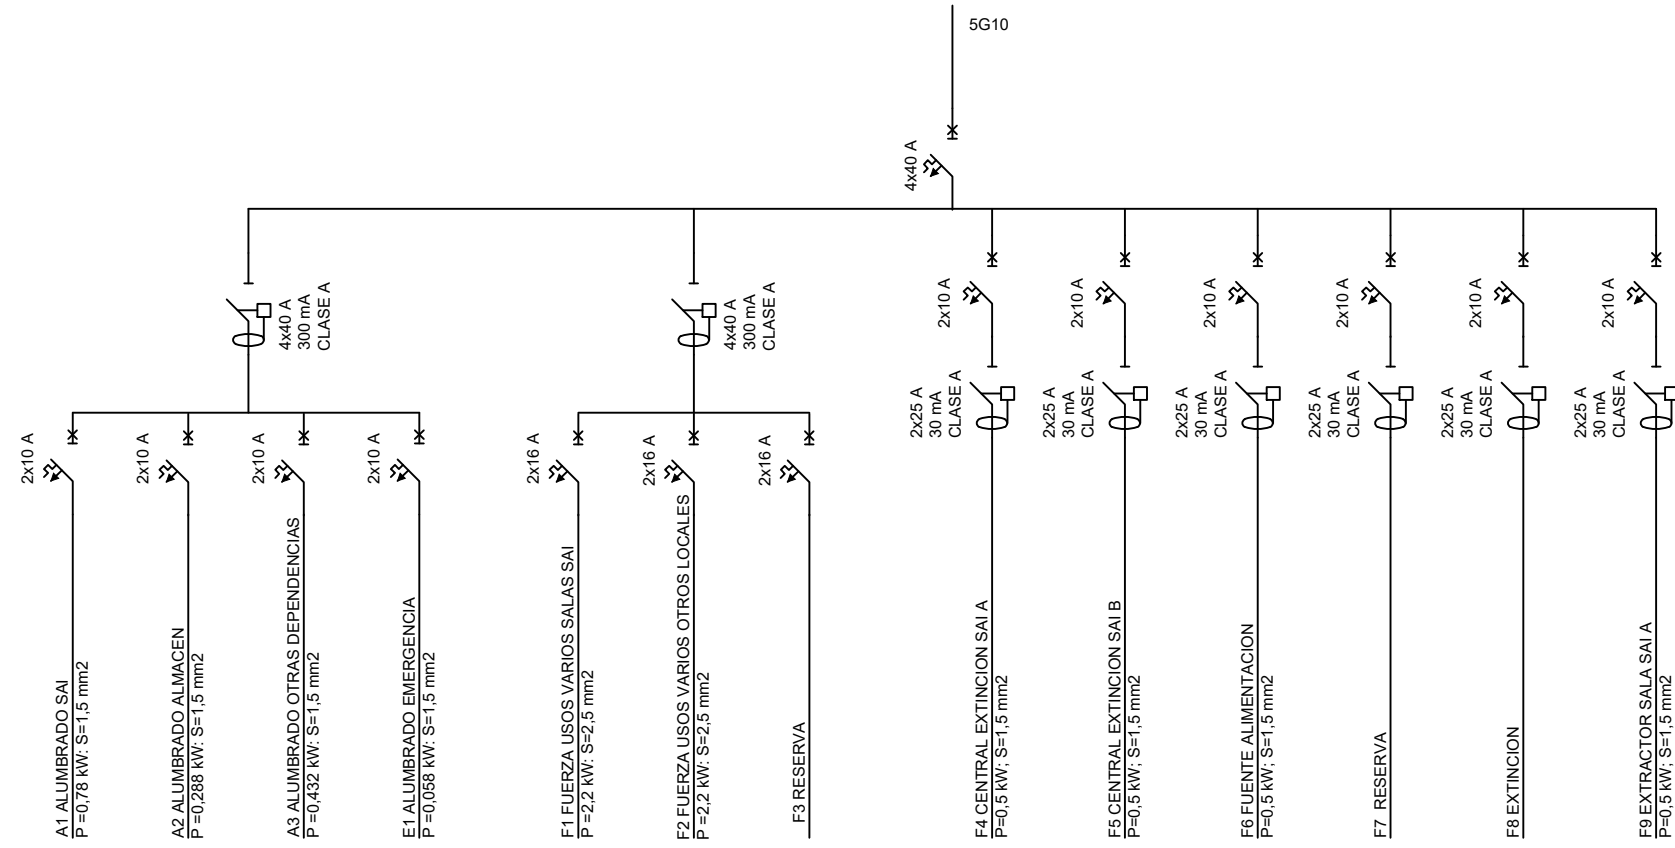 5G10
4x40 A
4x40 A
300 mA
CLASE A
4x40 A
300 mA
CLASE A
2x10 A
2x10 A
2x10 A
2x10 A
2x10 A
2x10 A
2x25 A
30 mA
CLASE A
2x25 A
30 mA
CLASE A
2x25 A
30 mA
CLASE A
2x25 A
30 mA
CLASE A
2x25 A
30 mA
CLASE A
2x25 A
30 mA
CLASE A
2x10 A
2x10 A
2x10 A
2x10 A
2x16 A
2x16 A
2x16 A
A1 ALUMBRADO SAI
P =0,78 kW: S=1,5 mm2
A2 ALUMBRADO ALMACEN
P =0,288 kW: S=1,5 mm2
A3 ALUMBRADO OTRAS DEPENDENCIAS
P =0,432 kW: S=1,5 mm2
E1 ALUMBRADO EMERGENCIA
P =0,058 kW: S=1,5 mm2
F1 FUERZA USOS VARIOS SALAS SAI
P =2,2 kW: S=2,5 mm2
F2 FUERZA USOS VARIOS OTROS LOCALES
P =2,2 kW: S=2,5 mm2
F3 RESERVA
F4 CENTRAL EXTINCION SAI A
P=0,5 kW; S=1,5 mm2
F5 CENTRAL EXTINCION SAI B
P=0,5 kW; S=1,5 mm2
F6 FUENTE ALIMENTACION
P=0,5 kW; S=1,5 mm2
F7 RESERVA
F8 EXTINCION
F9 EXTRACTOR SALA SAI A
P=0,5 kW: S=1,5 mm2